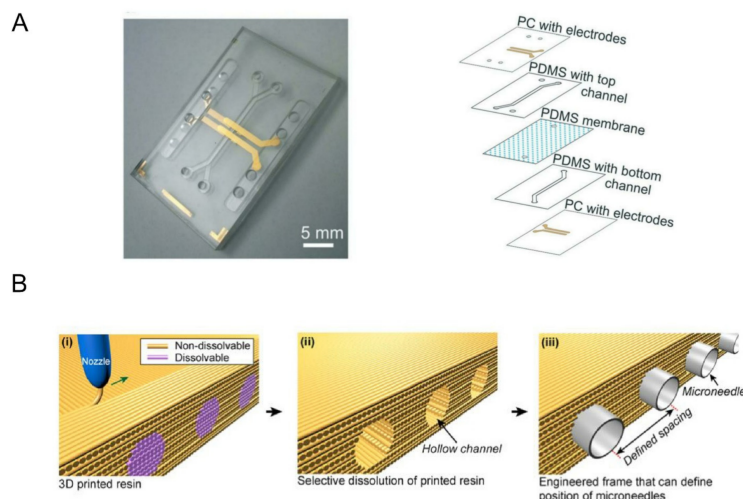 A
5 mm
PC with electrodes
PDMS with top
channel
PDMS membrane
PDMS with bottom
channel
PC with electrodes
B
(i)
Nozzle
Non-dissolvable
Dissolvable
3D printed resin
(ii)
Hollow channel
Selective dissolution of printed resin
(iii)
Microneedle
Defined spacing
Engineered frame that can define
position of microneedles